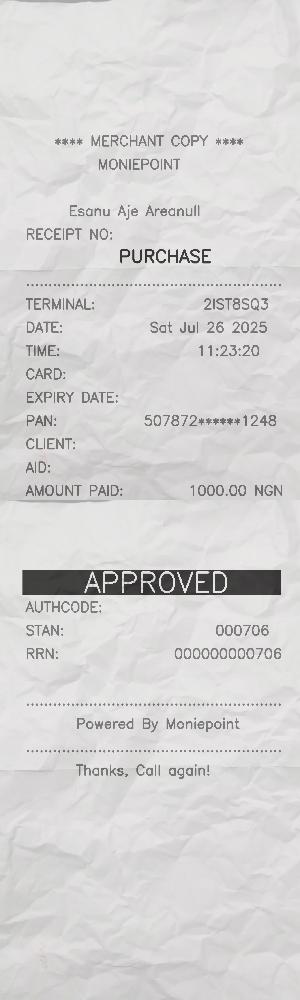 **** MERCHANT COPY ****
MONIEPOINT
Esanu Aje Areanull
RECEIPT NO:
PURCHASE
TERMINAL: 2IST8SQ3
DATE: Sat Jul 26 2025
TIME: 11:23:20
CARD:
EXPIRY DATE:
PAN: 507872******1248
CLIENT:
AID:
AMOUNT PAID: 1000.00 NGN
APPROVED
AUTHCODE:
STAN: 000706
RRN: 000000000706
Powered By Moniepoint
Thanks, Call again!